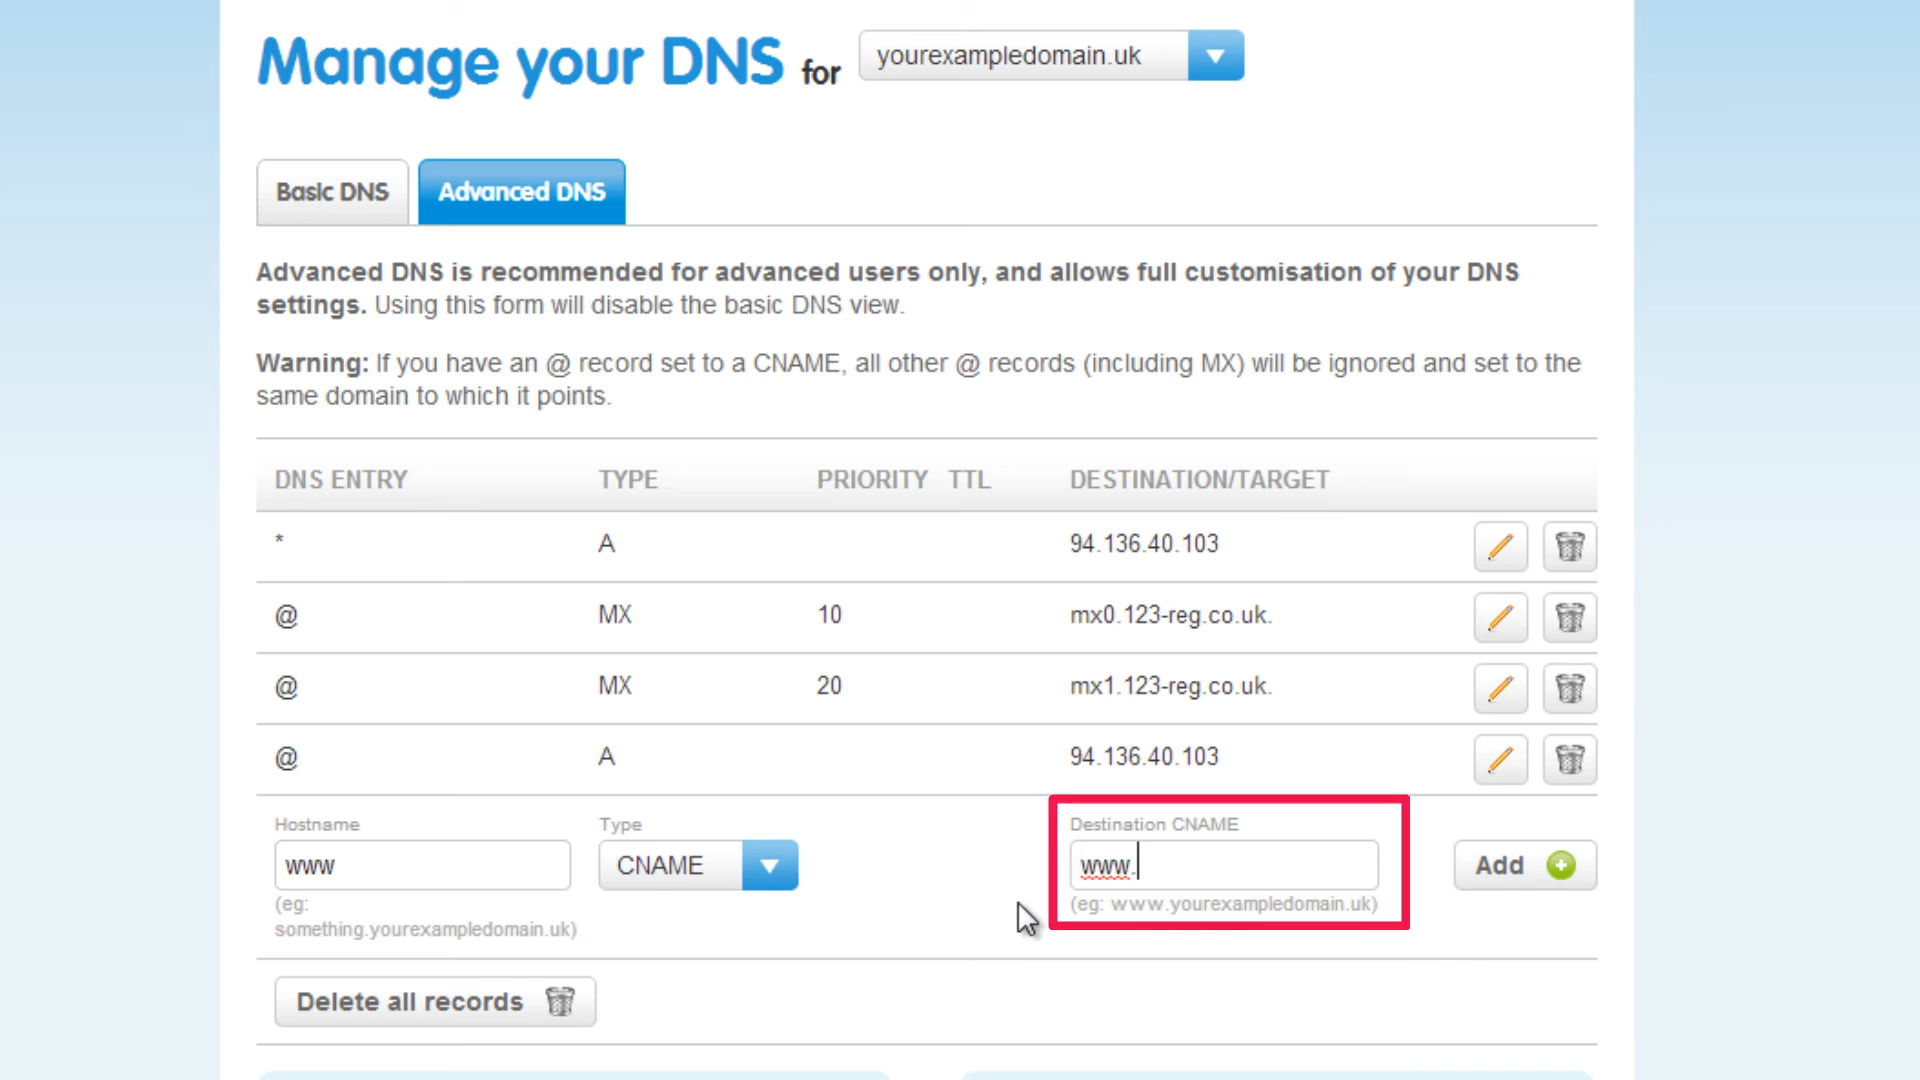 Manage your DNS for yourexampledomain.uk
Basic DNS Advanced DNS
Advanced DNS is recommended for advanced users only, and allows full customisation of your DNS
settings. Using this form will disable the basic DNS view.
Warning: If you have an @ record set to a CNAME, all other @ records (including MX) will be ignored and set to the
same domain to which it points.
DNS ENTRY TYPE PRIORITY TTL DESTINATION/TARGET
* A 94.136.40.103
@ MX 10 mx0.123-reg.co.uk.
@ MX 20 mx1.123-reg.co.uk.
@ A 94.136.40.103
Hostname Type Destination CNAME
www CNAME www. Add
(eg: (eg: www.yourexampledomain.uk)
something.yourexampledomain.uk)
Delete all records